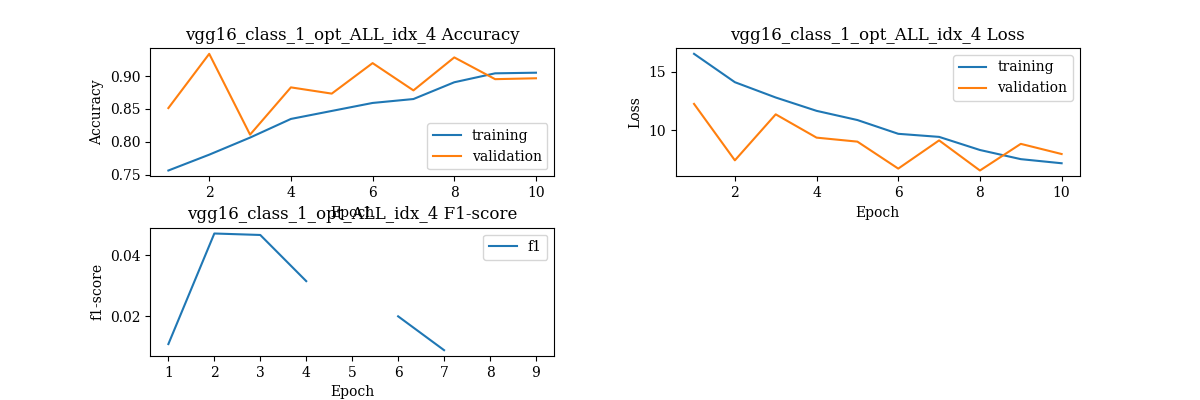 vgg16_class_1_opt_ALL_idx_4 Accuracy
0.90
0.85
0.80
0.75
Accuracy
training
validation
2 4 6 8 10
Epoch
vgg16_class_1_opt_ALL_idx_4 Loss
15
10
Loss
training
validation
2 4 6 8 10
Epoch
vgg16_class_1_opt_ALL_idx_4 F1-score
0.04
0.02
f1-score
f1
1 2 3 4 5 6 7 8 9
Epoch